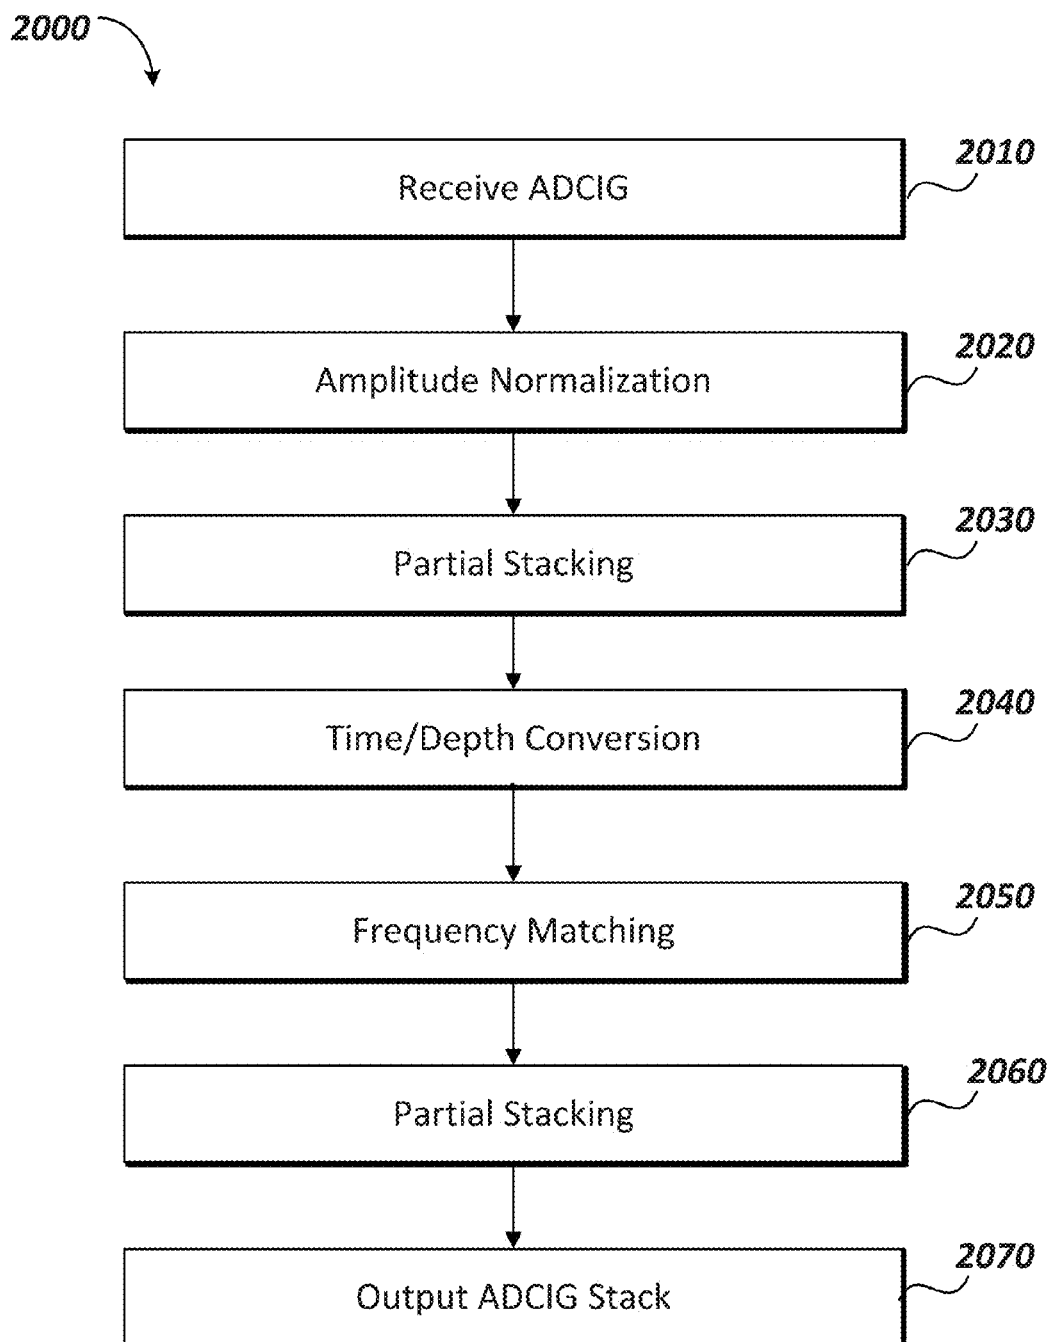 2000
2010
Receive ADCIG
2020
Amplitude Normalization
2030
Partial Stacking
2040
Time/Depth Conversion
2050
Frequency Matching
2060
Partial Stacking
2070
Output ADCIG Stack